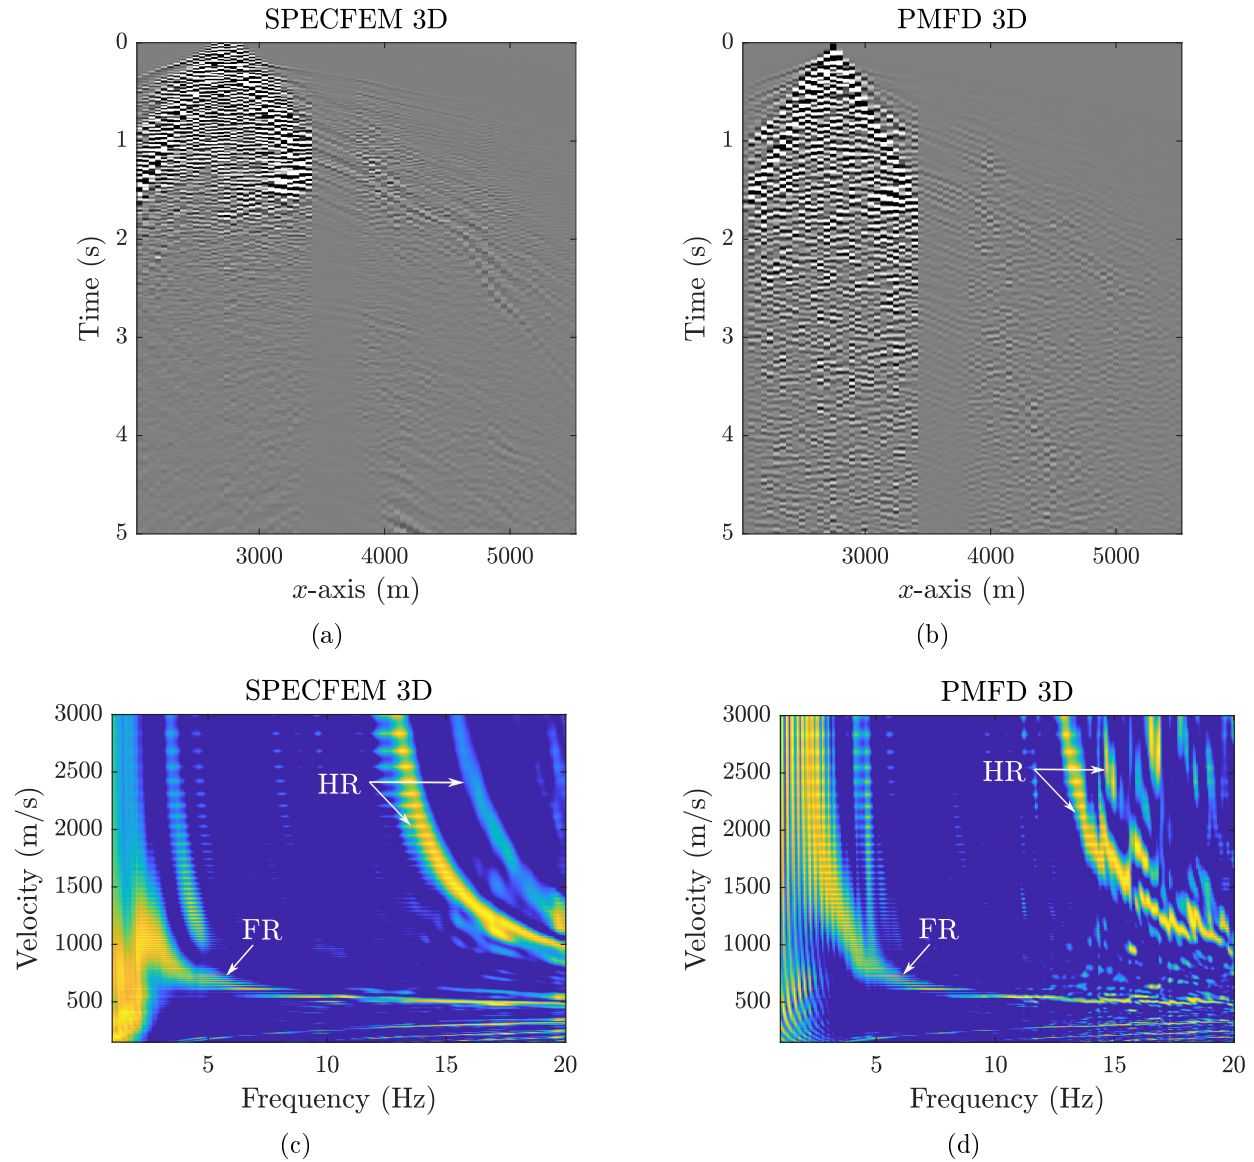 SPECFEM 3D
0
1
2
3
4
5
Time (s)
3000 4000 5000
x-axis (m)
(a)
PMFD 3D
0
1
2
3
4
5
Time (s)
3000 4000 5000
x-axis (m)
(b)
SPECFEM 3D
3000
2500
2000
1500
1000
500
Velocity (m/s)
HR
FR
5 10 15 20
Frequency (Hz)
(c)
PMFD 3D
3000
2500
2000
1500
1000
500
Velocity (m/s)
HR
FR
5 10 15 20
Frequency (Hz)
(d)